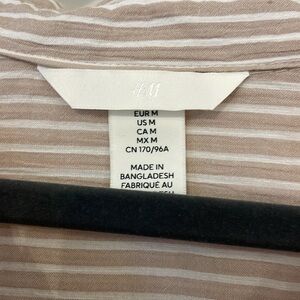 H&M
EUR M
US M
CA M
MX M
CN 170/96A
MADE IN
BANGLADESH
FABRIQUÉ AU